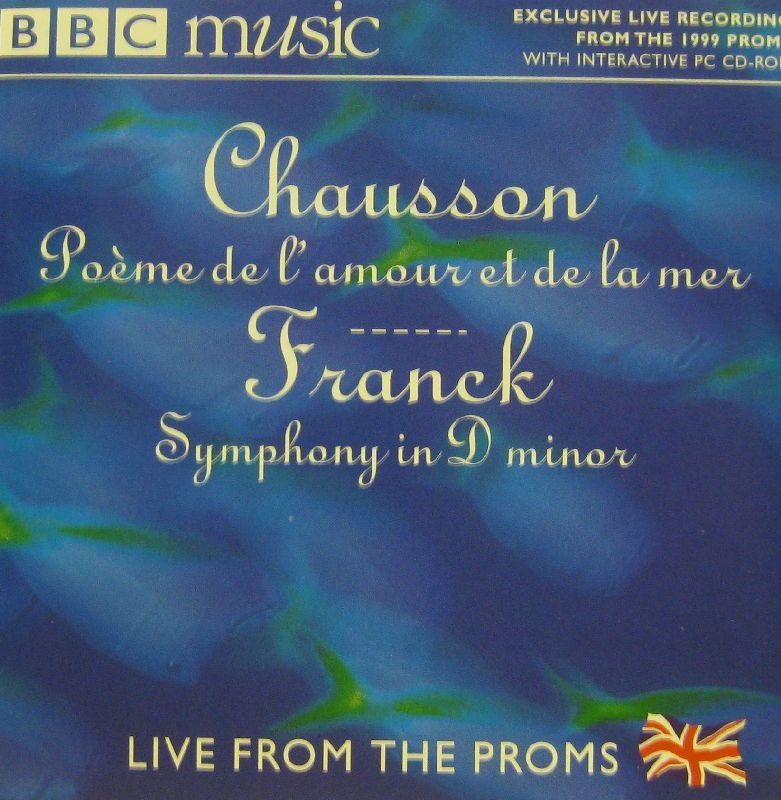 BBC music
EXCLUSIVE LIVE RECORDING
FROM THE 1999 PROM
WITH INTERACTIVE PC CD-RO
Chausson
Poème de l'amour et de la mer
Franck
Symphony in D minor
LIVE FROM THE PROMS